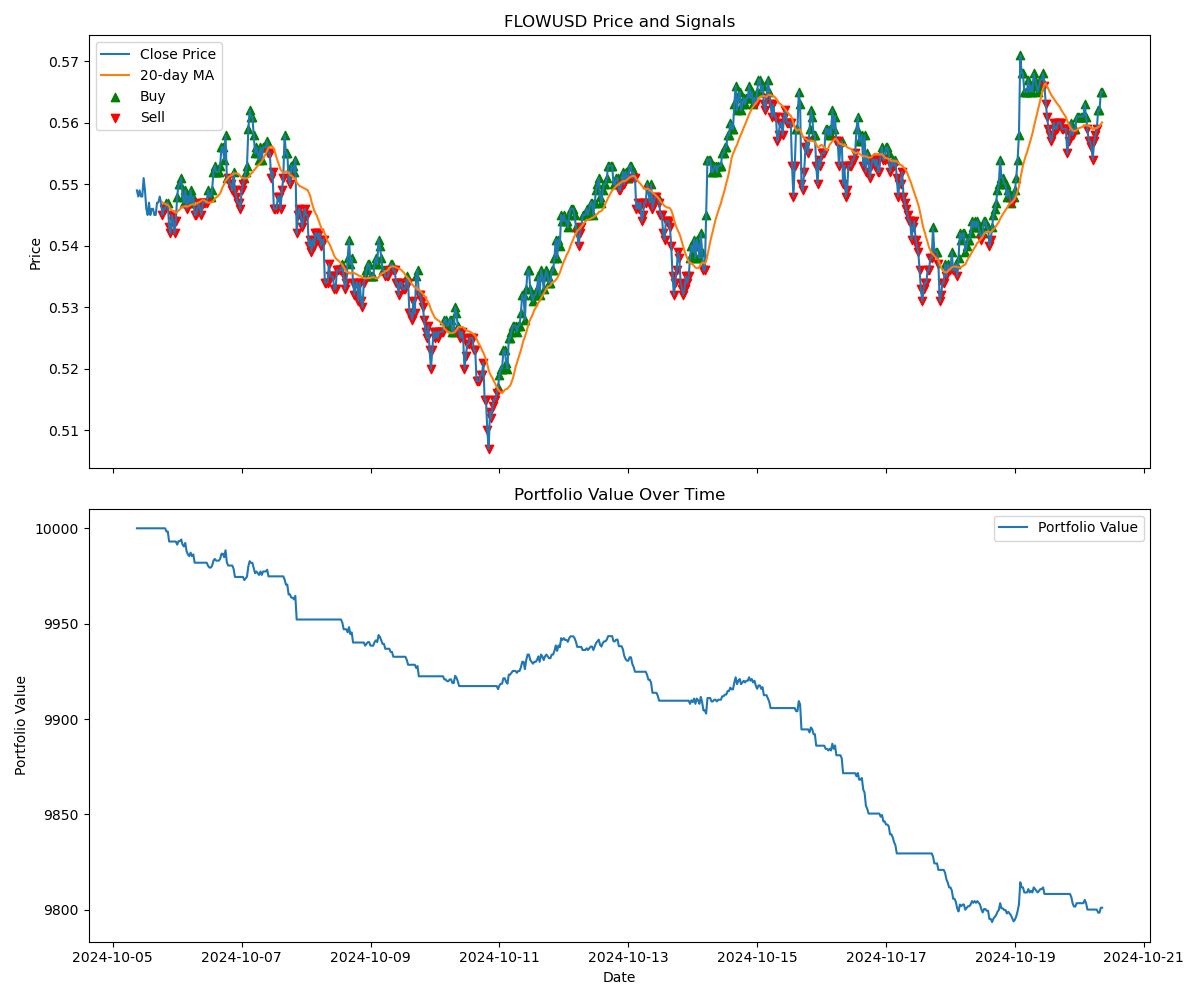 FLOWUSD Price and Signals
Close Price
20-day MA
Buy
Sell
0.57
0.56
0.55
0.54
0.53
0.52
0.51
Price
Portfolio Value Over Time
Portfolio Value
10000
9950
9900
9850
9800
Portfolio Value
2024-10-05 2024-10-07 2024-10-09 2024-10-11 2024-10-13 2024-10-15 2024-10-17 2024-10-19 2024-10-21
Date